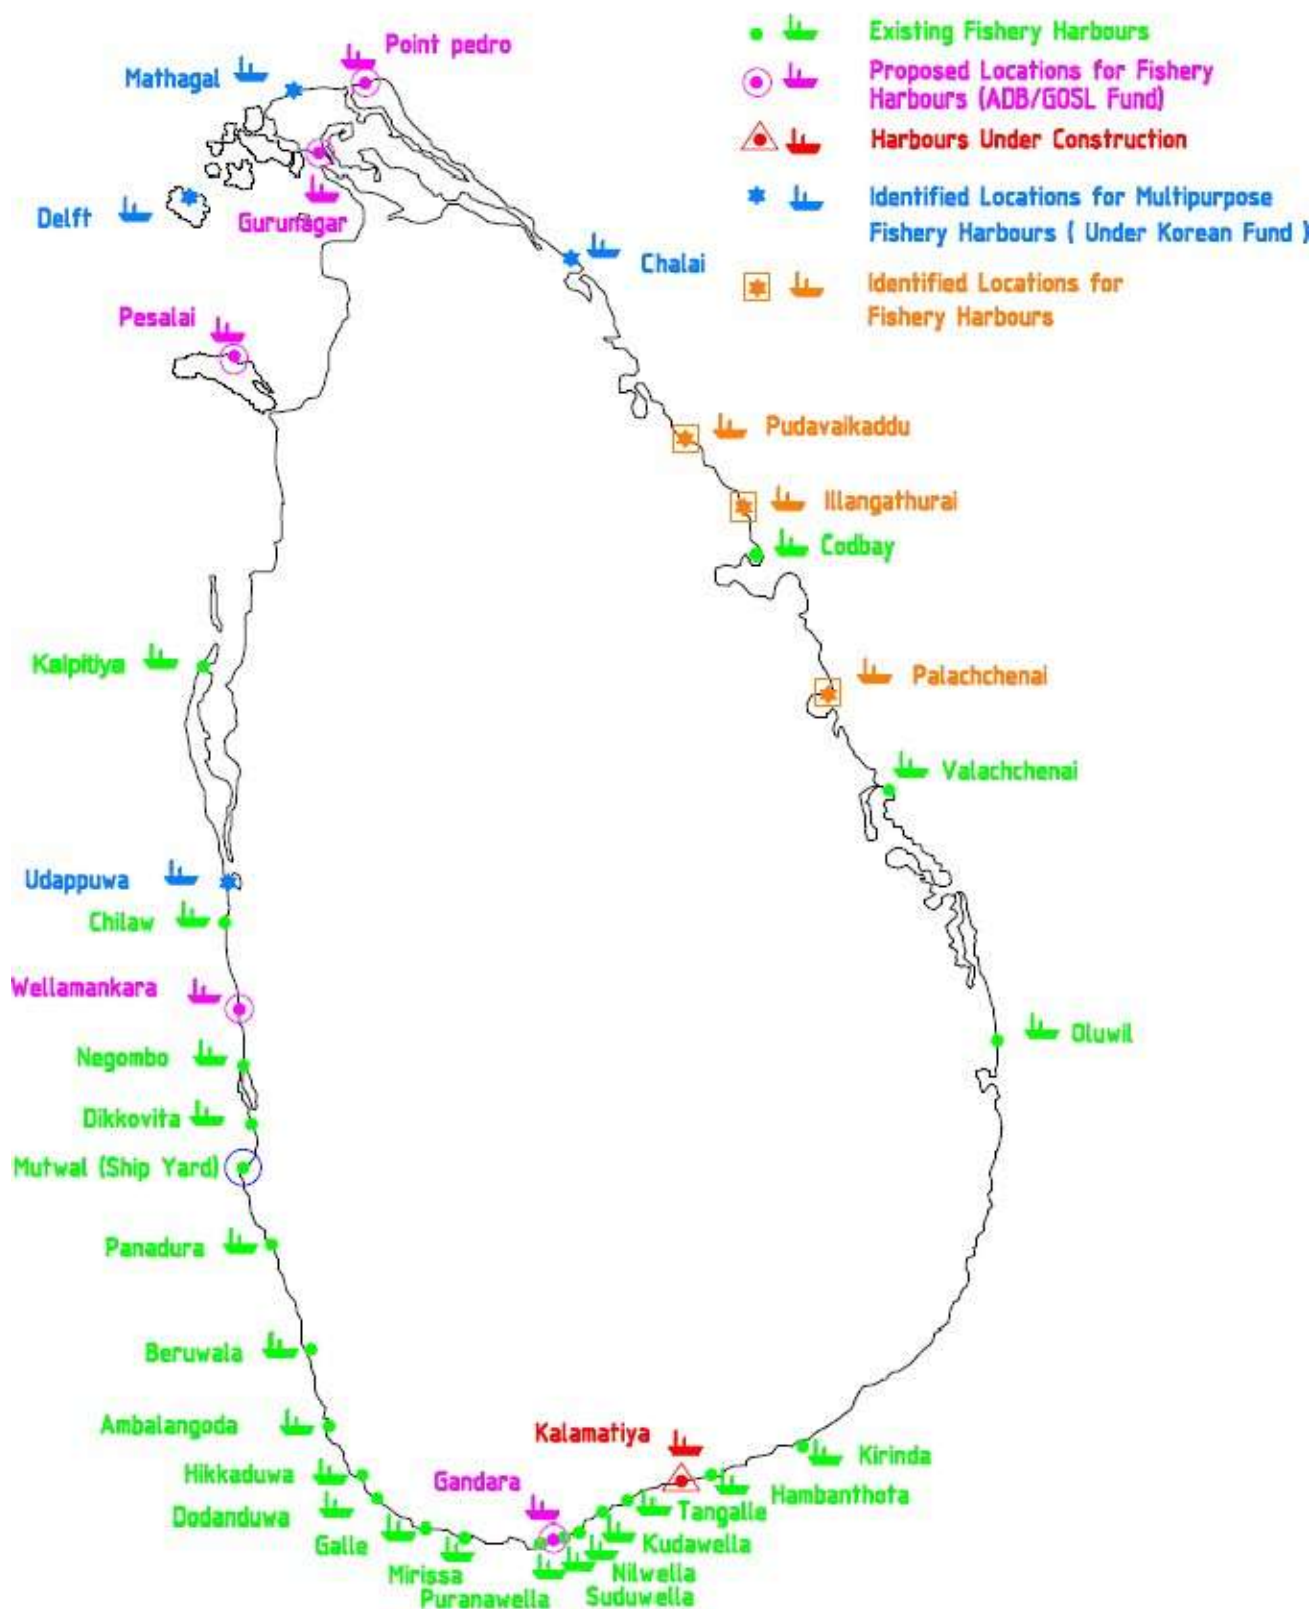 Point pedro
Mathagal
Delft
Gurunagar
Chalai
Pesalai
Existing Fishery Harbours
Proposed Locations for Fishery
Harbours (ADB/GOSL Fund)
Harbours Under Construction
Identified Locations for Multipurpose
Fishery Harbours ( Under Korean Fund )
Identified Locations for
Fishery Harbours
Pudavaikaddu
Illangathurai
Codbay
Kalpitiya
Palachchenai
Valachchenai
Udappuwa
Chilaw
Wellamankara
Oluwil
Negombo
Dikkovita
Mutwal (Ship Yard)
Panadura
Beruwala
Ambalangoda
Hikkaduwa
Dodanduwa
Galle
Mirissa
Puranawella
Gandara
Suduwella
Nilwella
Kudawella
Tangalle
Kalamatiya
Hambanthota
Kirinda